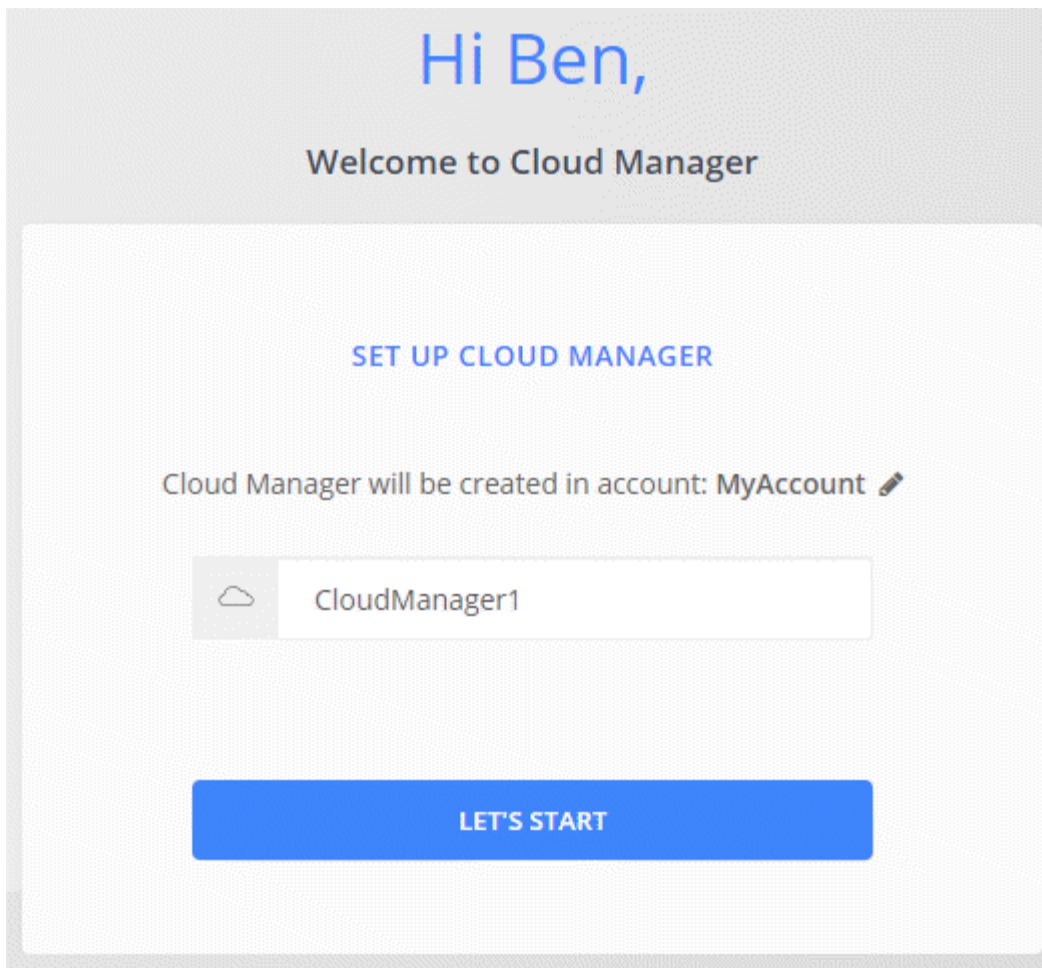 Hi Ben,
Welcome to Cloud Manager
SET UP CLOUD MANAGER
Cloud Manager will be created in account: MyAccount
CloudManager1
LET'S START